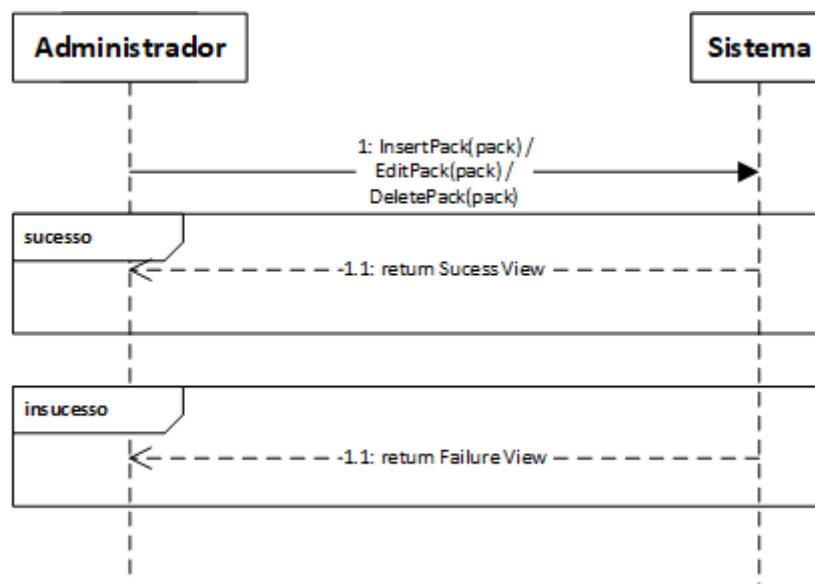 Administrador
Sistema
1: InsertPack(pack) /
EditPack(pack) /
DeletePack(pack)
sucesso
-1.1: return Sucess View
insucesso
-1.1: return Failure View